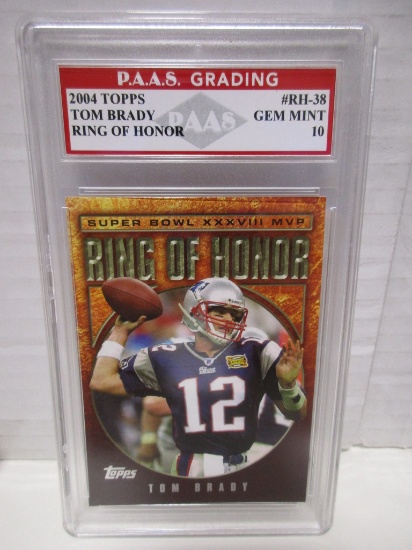 P.A.A.S. GRADING
2004 TOPPS #RH-38
TOM BRADY GEM MINT
RING OF HONOR 10
PAAS
SUPER BOWL XXXVIII MVP
RING OF HONOR
12
Topps
TOM BRADY